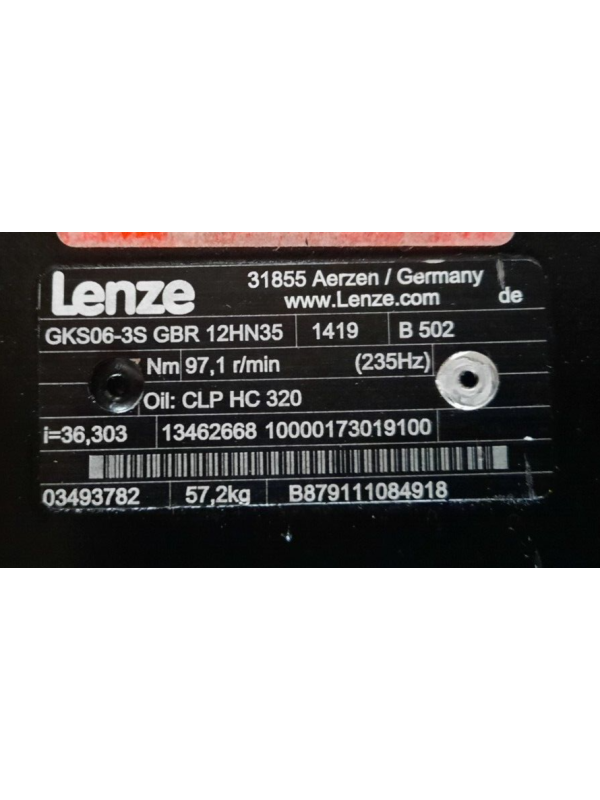 Lenze
31855 Aerzen / Germany
www.Lenze.com
de
GKS06-3S GBR 12HN35 1419 B 502
Nm 97,1 r/min (235Hz)
Oil: CLP HC 320
i=36,303 13462668 10000173019100
03493782 57,2kg B879111084918